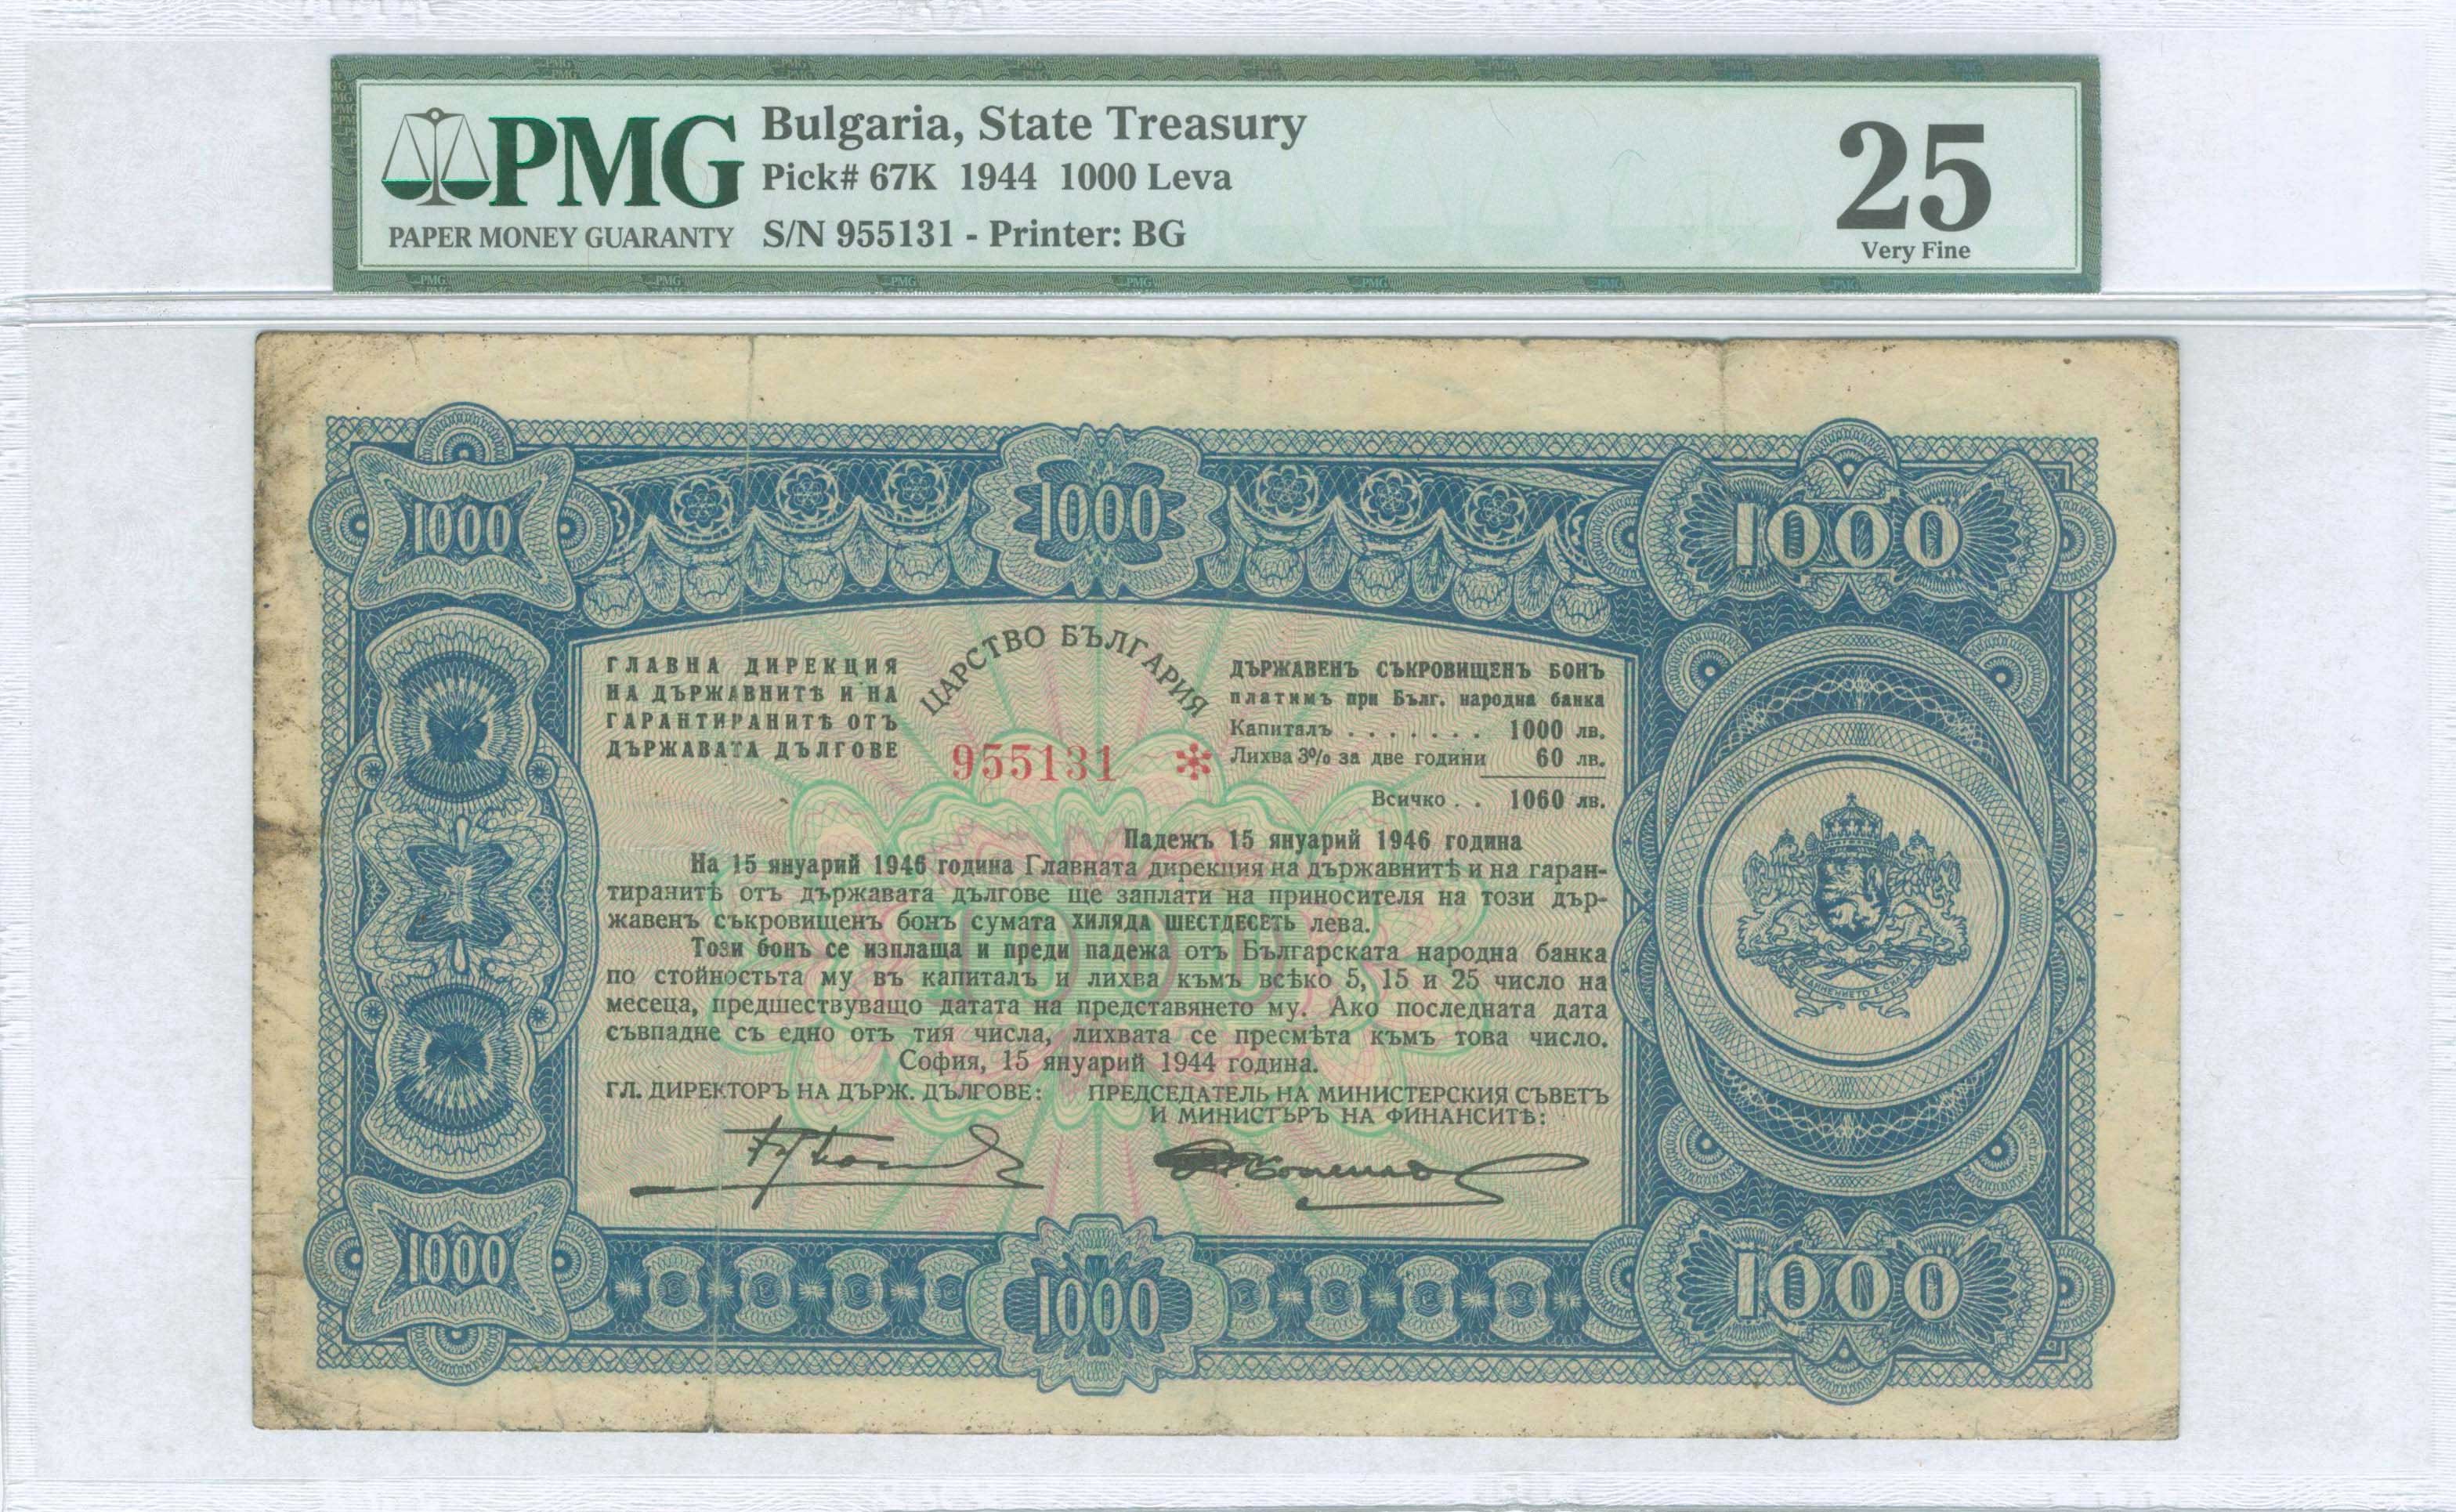 PMG
PAPER MONEY GUARANTY
Bulgaria, State Treasury
Pick# 67K 1944 1000 Leva
S/N 955131 - Printer: BG
25
Very Fine
1000
1000
1000
ЦАРСТВО БЪЛГАРИЯ
ГЛАВНА ДИРЕКЦИЯ
НА ДЪРЖАВНИТѢ И НА
ГАРАНТИРАНИТѢ ОТЪ
ДЪРЖАВАТА ДЪЛГОВЕ
955131 *
ДЪРЖАВЕНЪ СЪКРОВИЩЕНЪ БОНЪ
платимъ при Бълг. народна банка
Капиталъ . . . . . . . 1000 лв.
Лихва 3% за две години 60 лв.
Всичко . . 1060 лв.
Падежъ 15 януарий 1946 година
На 15 януарий 1946 година Главната дирекция на държавнитѣ и на гаран-
тиранитѣ отъ държавата дългове ще заплати на приносителя на този дър-
жавенъ съкровищенъ бонъ сумата ХИЛЯДА ШЕСТДЕСЕТЬ лева.
Този бонъ се изплаща и преди падежа отъ Българската народна банка
по стойностьта му въ капиталъ и лихва къмъ всѣко 5, 15 и 25 число на
месеца, предшествуващо датата на представянето му. Ако последната дата
съвпадне съ едно отъ тия числа, лихвата се пресмѣта къмъ това число.
София, 15 януарий 1944 година.
ГЛ. ДИРЕКТОРЪ НА ДЪРЖ. ДЪЛГОВЕ:
ПРЕДСЕДАТЕЛЬ НА МИНИСТЕРСКИЯ СЪВЕТЪ
И МИНИСТЪРЪ НА ФИНАНСИТѢ:
СЪЕДИНЕНИЕТО Е СИЛАТА
1000
1000
1000